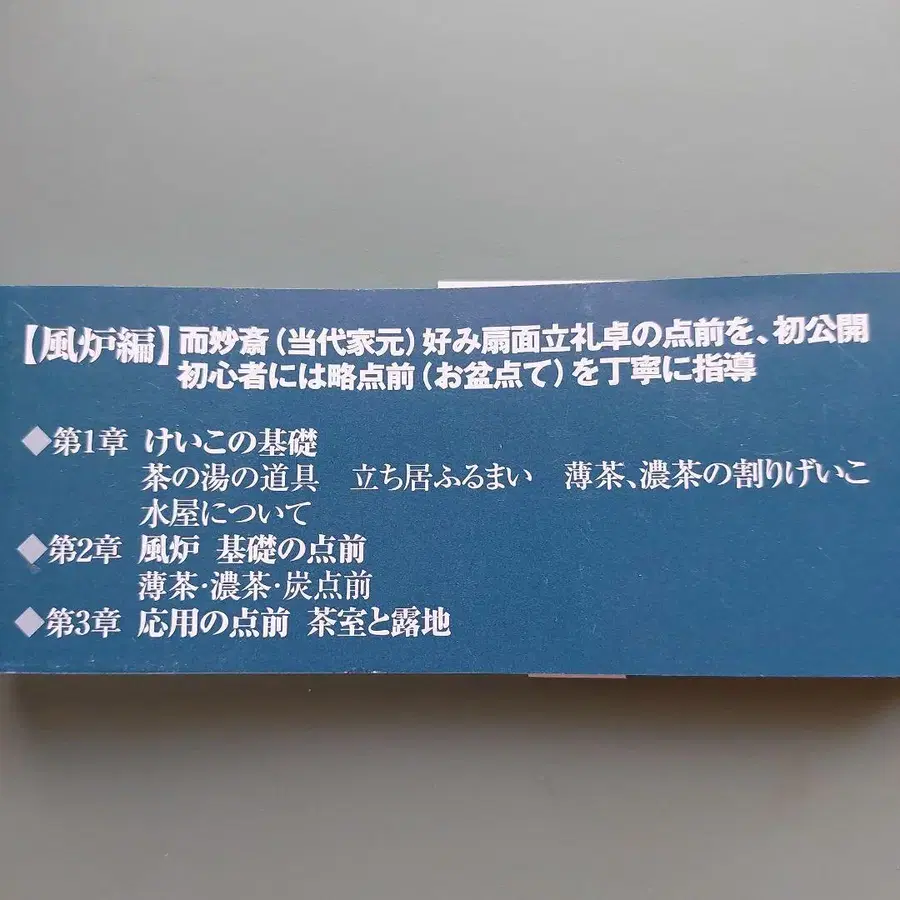 【風炉編】而妙斎(当代家元)好み扇面立礼卓の点前を、初公開
初心者には略点前(お盆点て)を丁寧に指導
◆第1章 けいこの基礎
茶の湯の道具 立ち居ふるまい 薄茶、濃茶の割りげいこ
水屋について
◆第2章 風炉 基礎の点前
薄茶・濃茶・炭点前
◆第3章 応用の点前 茶室と露地